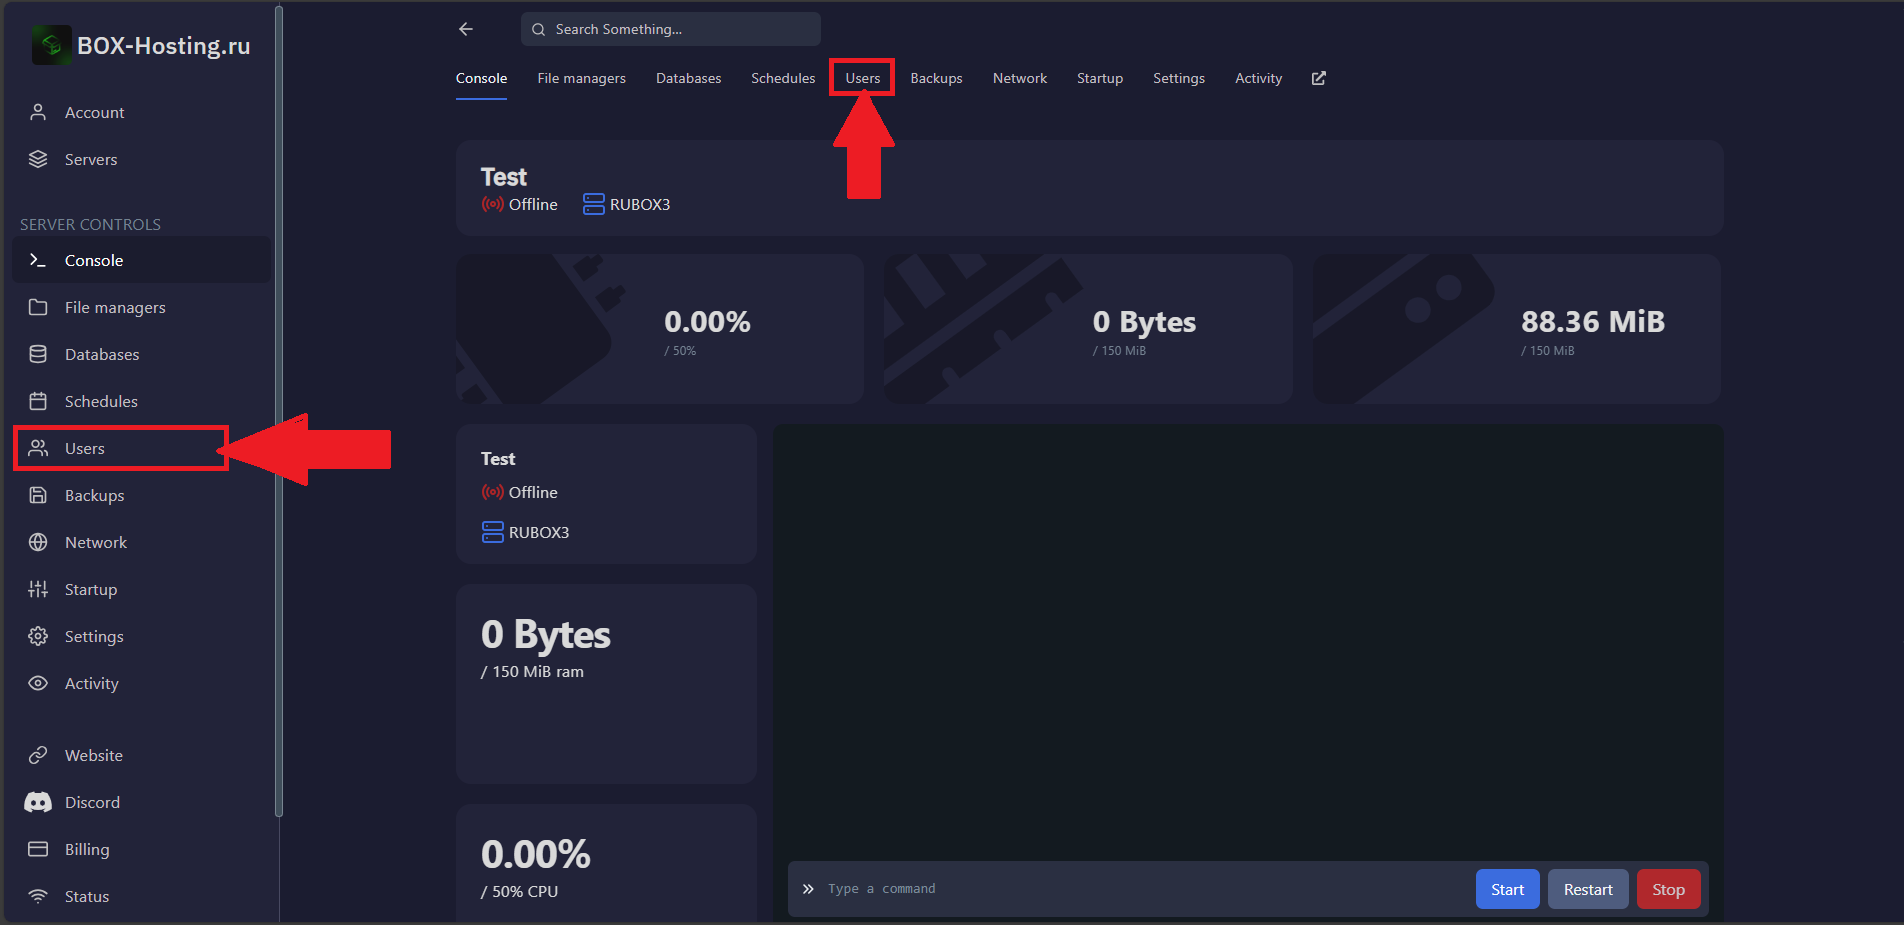 BOX-Hosting.ru
Account
Servers
SERVER CONTROLS
Console
File managers
Databases
Schedules
Users
Backups
Network
Startup
Settings
Activity
Website
Discord
Billing
Status
Search Something...
Console File managers Databases Schedules Users Backups Network Startup Settings Activity
Test
Offline RUBOX3
0.00%
/ 50%
0 Bytes
/ 150 MiB
88.36 MiB
/ 150 MiB
Test
Offline
RUBOX3
0 Bytes
/ 150 MiB ram
0.00%
/ 50% CPU
Type a command
Start Restart Stop